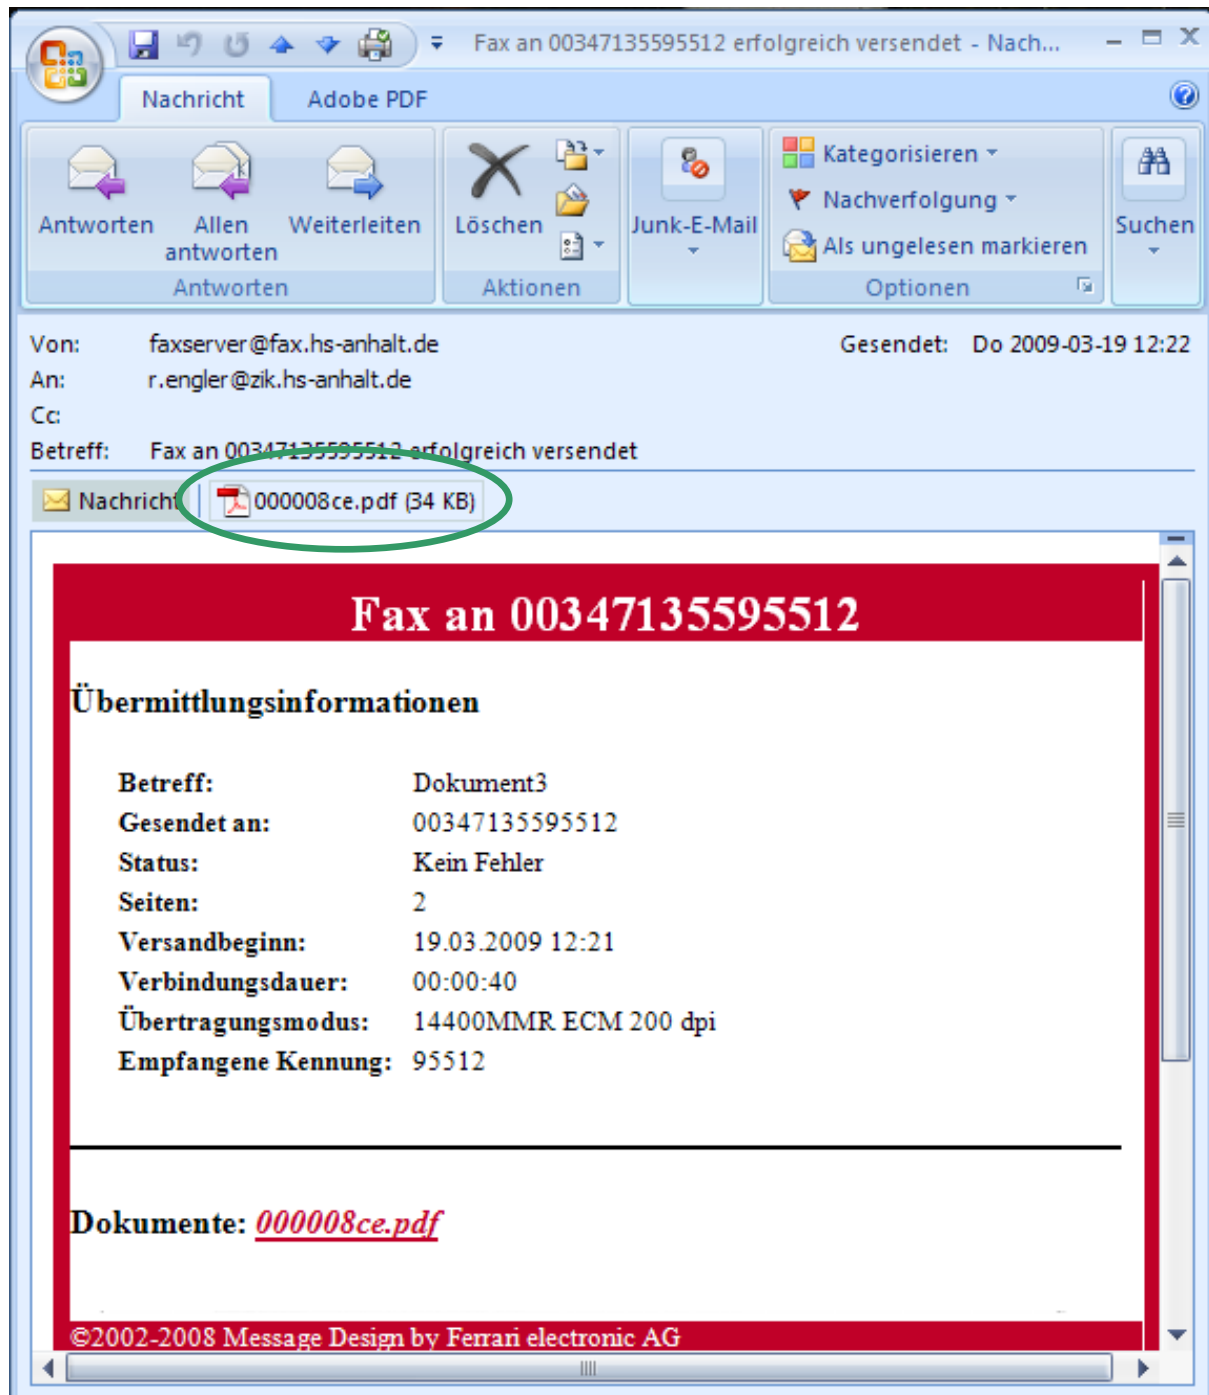 Fax an 00347135595512 erfolgreich versendet - Nach...
Nachricht Adobe PDF
Antworten Allen antworten Weiterleiten Löschen Junk-E-Mail Kategorisieren Nachverfolgung Als ungelesen markieren Suchen
Antworten Aktionen Optionen
Von: faxserver@fax.hs-anhalt.de Gesendet: Do 2009-03-19 12:22
An: r.engler@zik.hs-anhalt.de
Cc:
Betreff: Fax an 00347135595512 erfolgreich versendet
Nachricht 000008ce.pdf (34 KB)
Fax an 00347135595512
Übermittlungsinformationen
Betreff: Dokument3
Gesendet an: 00347135595512
Status: Kein Fehler
Seiten: 2
Versandbeginn: 19.03.2009 12:21
Verbindungsdauer: 00:00:40
Übertragungsmodus: 14400MMR ECM 200 dpi
Empfangene Kennung: 95512
Dokumente: 000008ce.pdf
©2002-2008 Message Design by Ferrari electronic AG